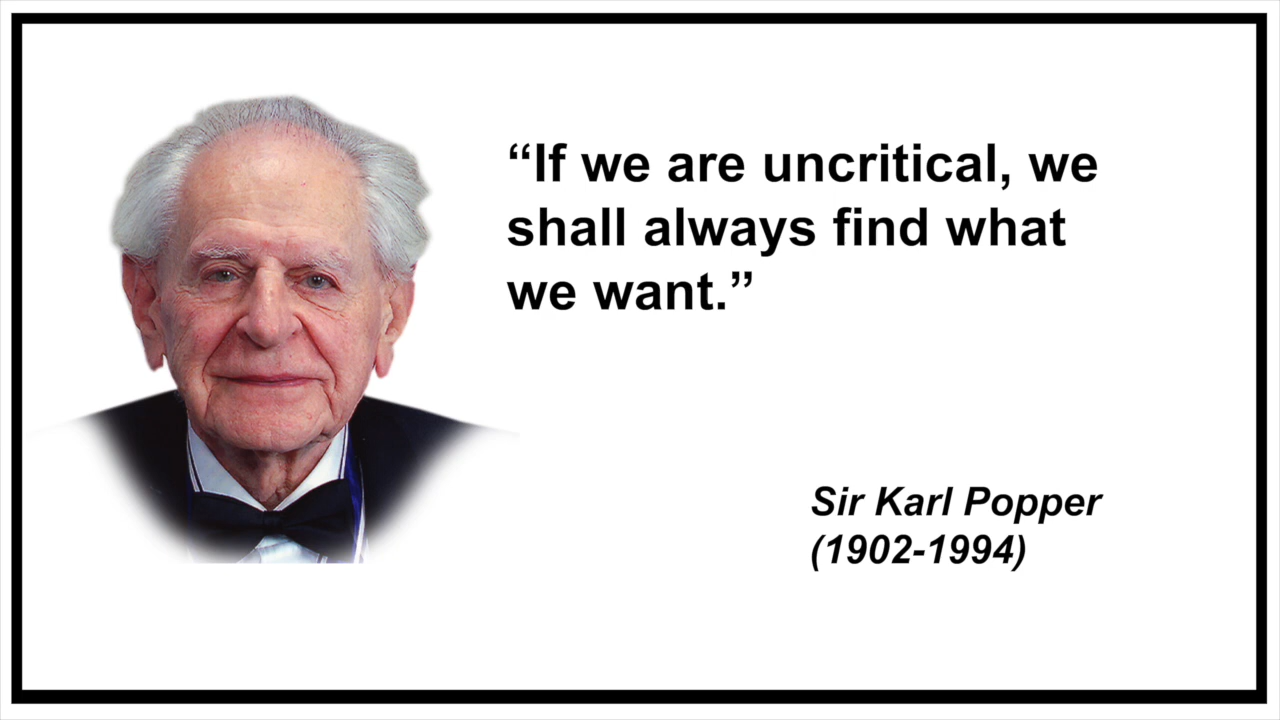 “If we are uncritical, we
shall always find what
we want.”
Sir Karl Popper
(1902-1994)